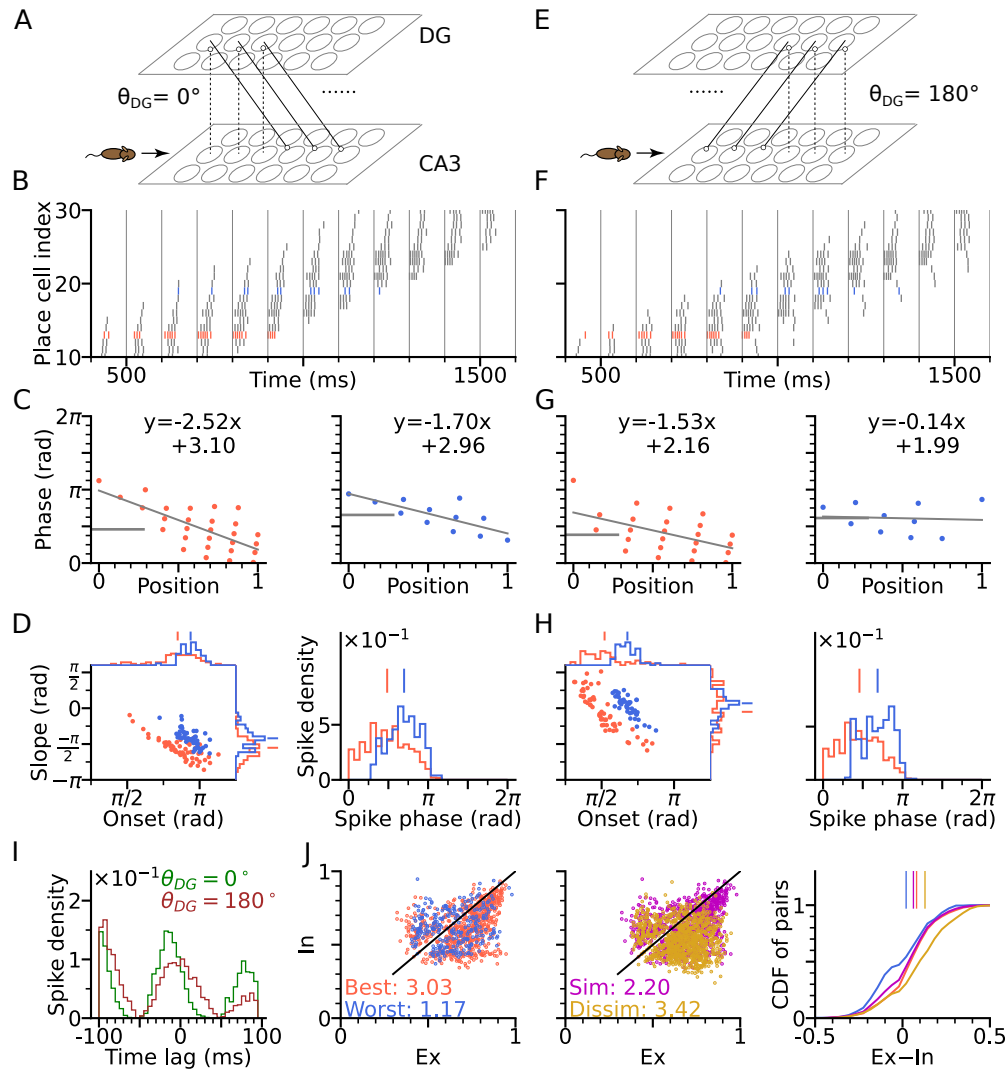 A
E
DG
θDG= 0°
......
......
θDG= 180°
CA3
B
F
Place cell index
30
20
10
500
Time (ms)
1500
500
Time (ms)
1500
C
G
Phase (rad)
2π
π
0
y=-2.52x
+3.10
y=-1.70x
+2.96
y=-1.53x
+2.16
y=-0.14x
+1.99
0
Position
1
0
Position
1
0
Position
1
0
Position
1
D
H
Slope (rad)
π/2
0
-π/2
-π
π/2
π
Onset (rad)
×10⁻¹
Spike density
5
0
0
π
2π
Spike phase (rad)
π/2
π
Onset (rad)
×10⁻¹
0
π
2π
Spike phase (rad)
I
J
Spike density
×10⁻¹
θDG = 0°
θDG = 180°
2
1
0
-100
0
100
Time lag (ms)
In
1
0
Best: 3.03
Worst: 1.17
0
1
Ex
Sim: 2.20
Dissim: 3.42
0
1
Ex
CDF of pairs
1
0
-0.5
0
0.5
Ex−In